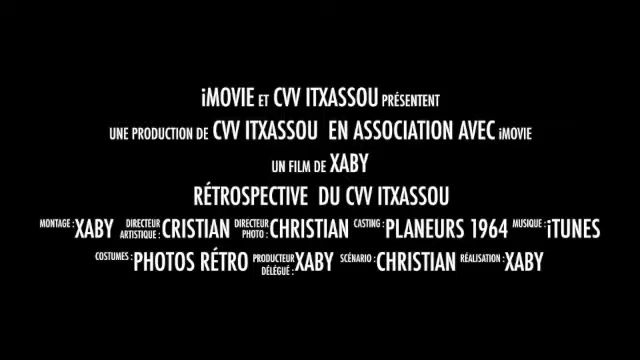 iMOVIE ET CVV ITXASSOU PRÉSENTENT
UNE PRODUCTION DE CVV ITXASSOU EN ASSOCIATION AVEC iMOVIE
UN FILM DE XABY
RÉTROSPECTIVE DU CVV ITXASSOU
MONTAGE : XABY DIRECTEUR ARTISTIQUE : CRISTIAN DIRECTEUR PHOTO : CHRISTIAN CASTING : PLANEURS 1964 MUSIQUE : iTUNES
COSTUMES : PHOTOS RÉTRO PRODUCTEUR DÉLÉGUÉ : XABY SCÉNARIO : CHRISTIAN RÉALISATION : XABY